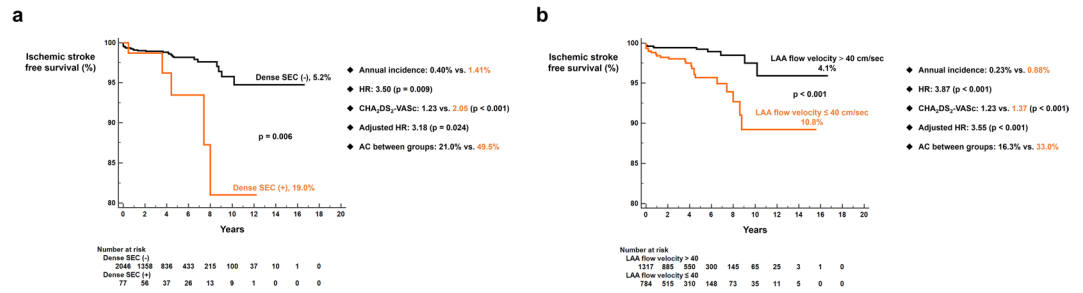 a
Ischemic stroke
free survival (%)
100
95
90
85
80
0 2 4 6 8 10 12 14 16 18 20
Years
Dense SEC (-), 5.2%
p = 0.006
Dense SEC (+), 19.0%
◆ Annual incidence: 0.40% vs. 1.41%
◆ HR: 3.50 (p = 0.009)
◆ CHA₂DS₂-VASc: 1.23 vs. 2.05 (p < 0.001)
◆ Adjusted HR: 3.18 (p = 0.024)
◆ AC between groups: 21.0% vs. 49.5%
Number at risk
Dense SEC (-)
2046 1358 836 433 215 100 37 10 1 0
Dense SEC (+)
77 56 37 26 13 9 1 0 0 0
b
Ischemic stroke
free survival (%)
100
95
90
85
80
0 2 4 6 8 10 12 14 16 18 20
Years
LAA flow velocity > 40 cm/sec
4.1%
p < 0.001
LAA flow velocity ≤ 40 cm/sec
10.8%
◆ Annual incidence: 0.23% vs. 0.88%
◆ HR: 3.87 (p < 0.001)
◆ CHA₂DS₂-VASc: 1.23 vs. 1.37 (p < 0.001)
◆ Adjusted HR: 3.55 (p < 0.001)
◆ AC between groups: 16.3% vs. 33.0%
Number at risk
LAA flow velocity > 40
1317 885 550 300 145 65 25 3 1 0
LAA flow velocity ≤ 40
784 515 310 148 73 35 11 5 0 0